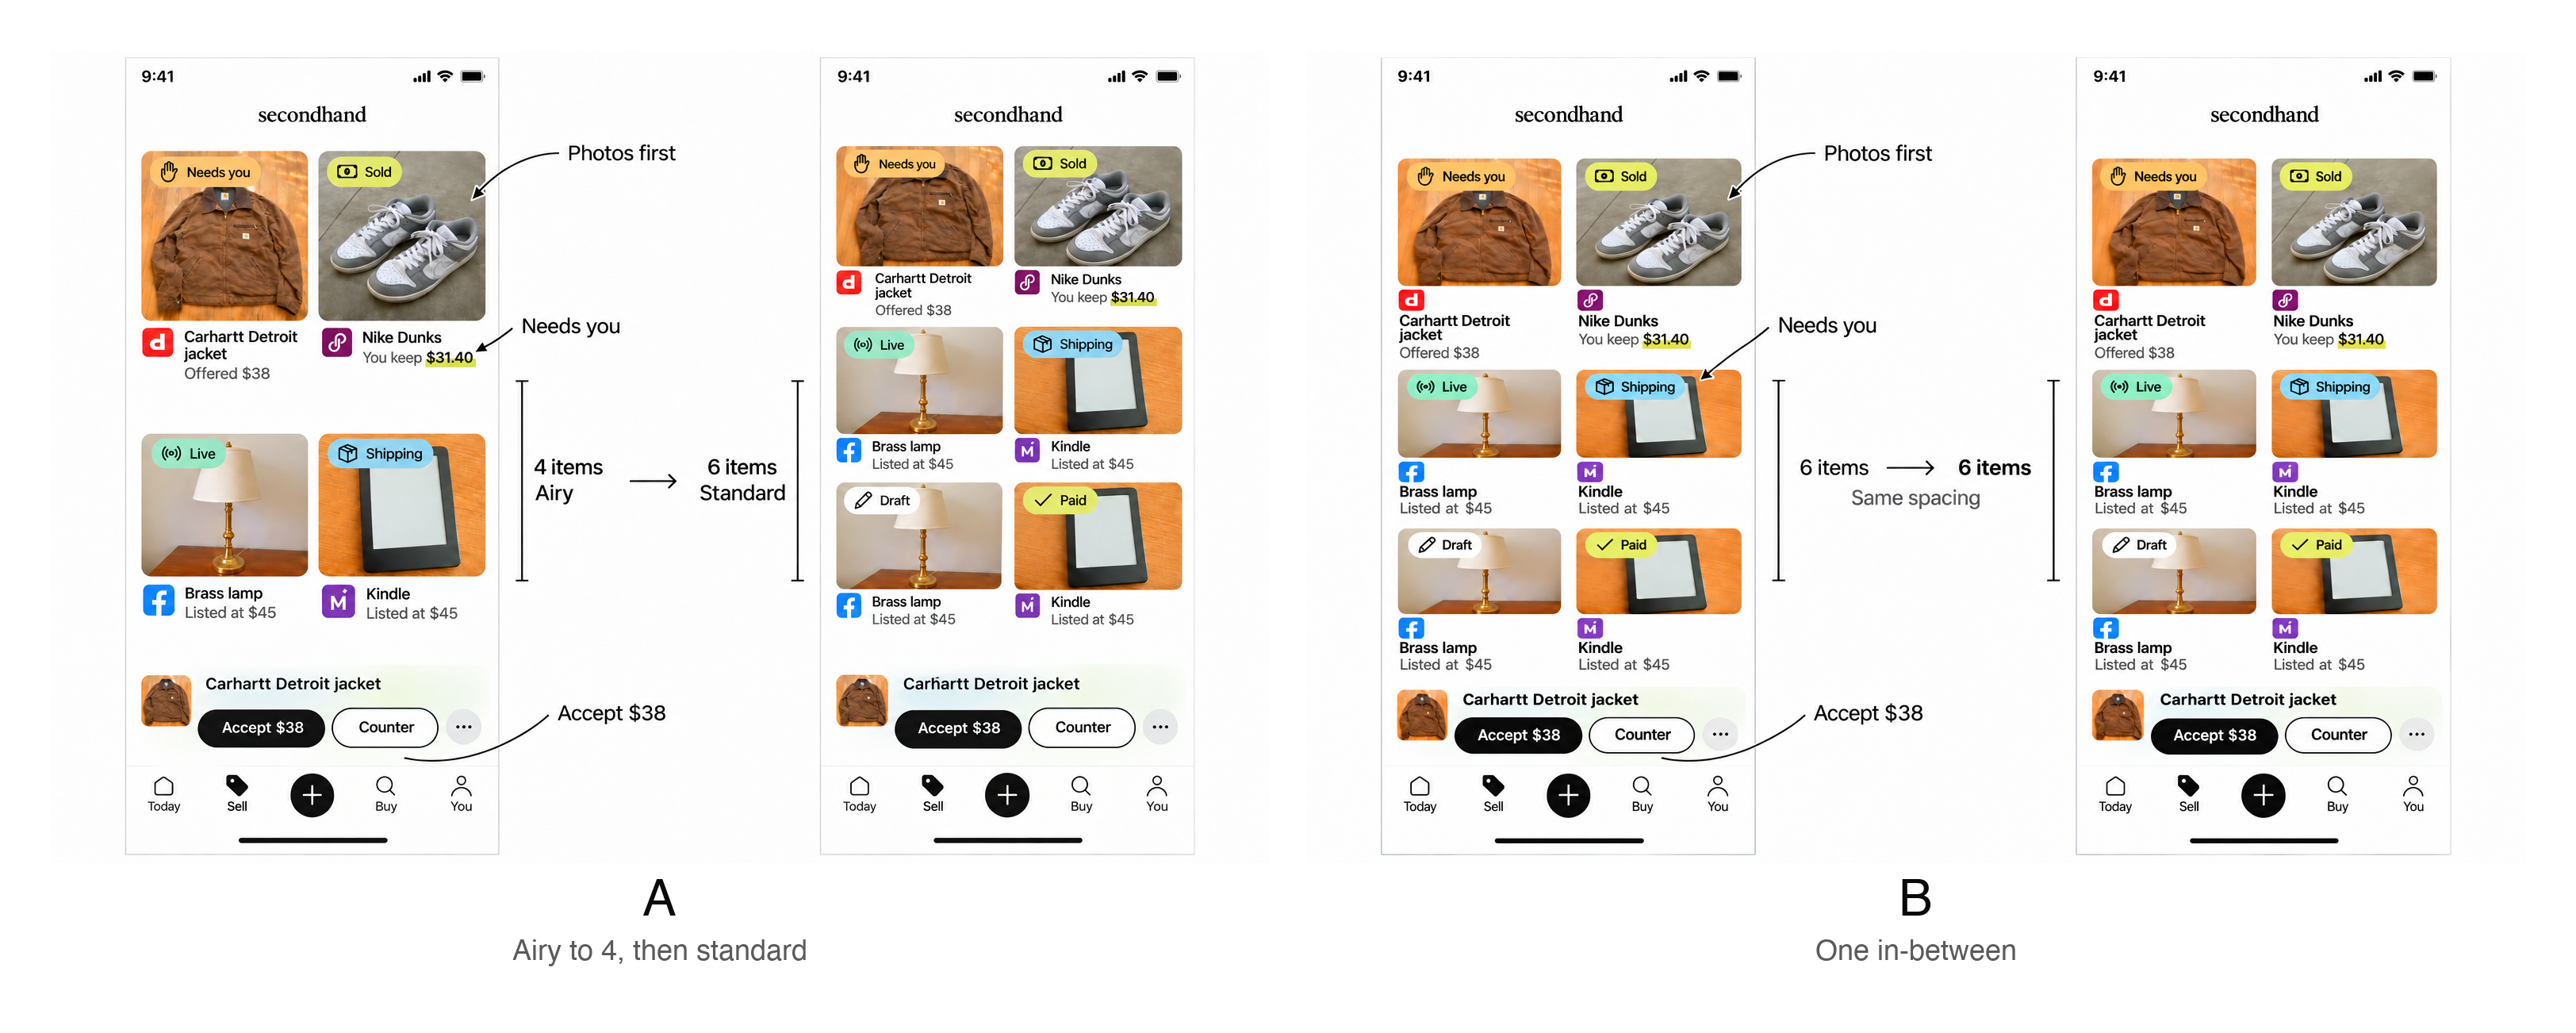 9:41
secondhand
Needs you
Sold
Carhartt Detroit
jacket
Offered $38
Nike Dunks
You keep $31.40
Live
Shipping
Brass lamp
Listed at $45
Kindle
Listed at $45
Carhartt Detroit jacket
Accept $38
Counter
Today
Sell
Buy
You
Photos first
Needs you
4 items
Airy
6 items
Standard
Accept $38
9:41
secondhand
Needs you
Sold
Carhartt Detroit
jacket
Offered $38
Nike Dunks
You keep $31.40
Live
Shipping
Brass lamp
Listed at $45
Kindle
Listed at $45
Draft
Paid
Brass lamp
Listed at $45
Kindle
Listed at $45
Carhartt Detroit jacket
Accept $38
Counter
Today
Sell
Buy
You
A
Airy to 4, then standard
9:41
secondhand
Needs you
Sold
Carhartt Detroit
jacket
Offered $38
Nike Dunks
You keep $31.40
Live
Shipping
Brass lamp
Listed at $45
Kindle
Listed at $45
Draft
Paid
Brass lamp
Listed at $45
Kindle
Listed at $45
Carhartt Detroit jacket
Accept $38
Counter
Today
Sell
Buy
You
Photos first
Needs you
6 items
6 items
Same spacing
Accept $38
9:41
secondhand
Needs you
Sold
Carhartt Detroit
jacket
Offered $38
Nike Dunks
You keep $31.40
Live
Shipping
Brass lamp
Listed at $45
Kindle
Listed at $45
Draft
Paid
Brass lamp
Listed at $45
Kindle
Listed at $45
Carhartt Detroit jacket
Accept $38
Counter
Today
Sell
Buy
You
B
One in-between